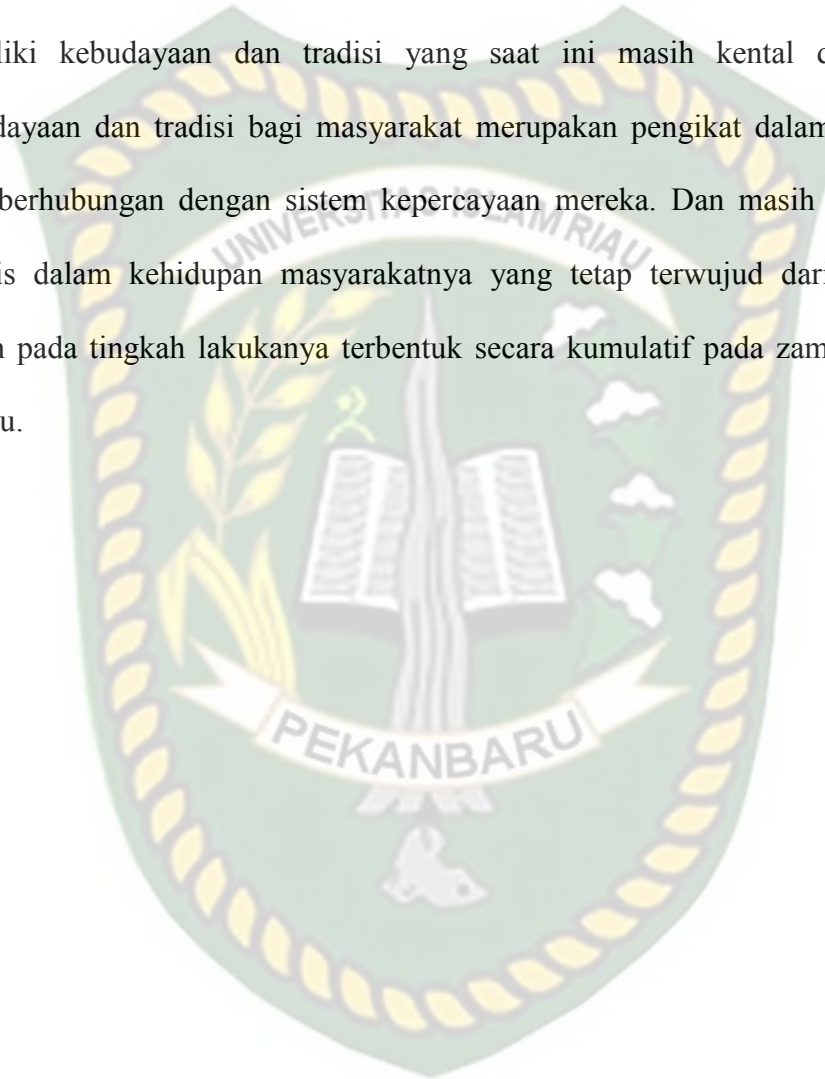 liki kebudayaan dan tradisi yang saat ini masih kental d
dayaan dan tradisi bagi masyarakat merupakan pengikat dalam
berhubungan dengan sistem kepercayaan mereka. Dan masih
UNIVERSITAS ISLAM RIAU
is dalam kehidupan masyarakatnya yang tetap terwujud dari
n pada tingkah lakukanya terbentuk secara kumulatif pada zam
u.
PEKANBARU